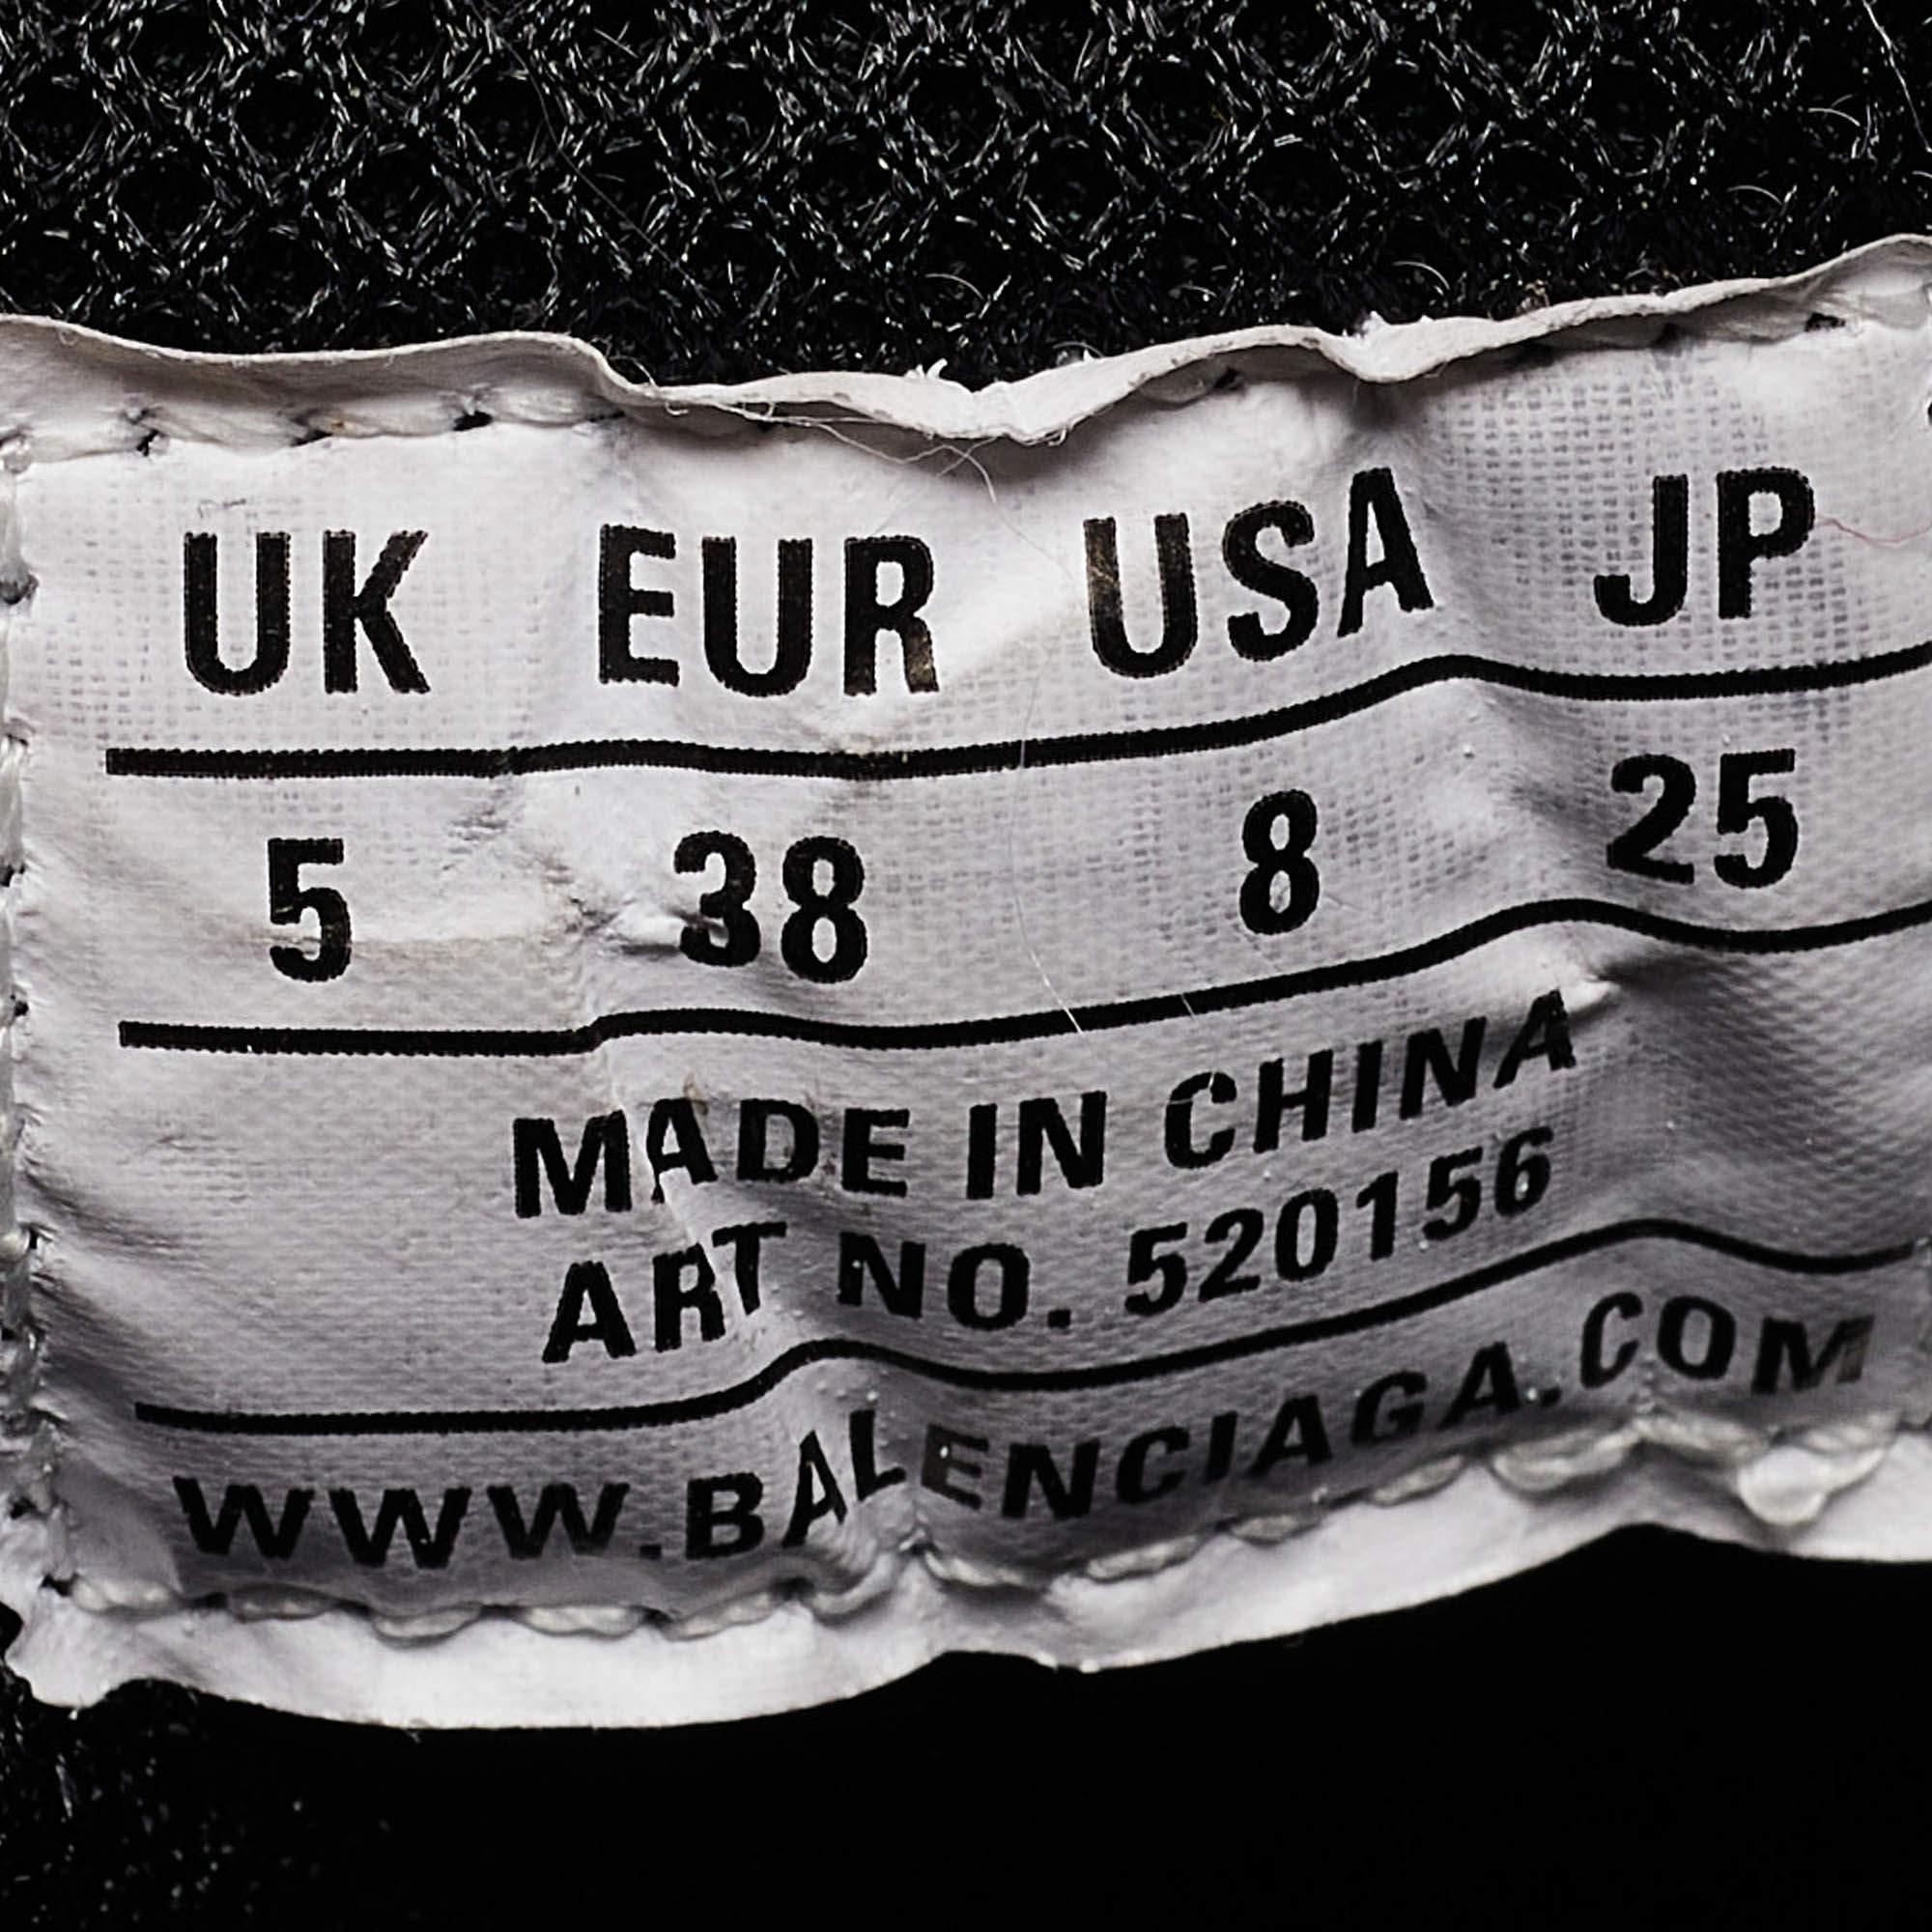 UK EUR USA JP
5 38 8 25
MADE IN CHINA
ART NO. 520156
WWW.BALENCIAGA.COM